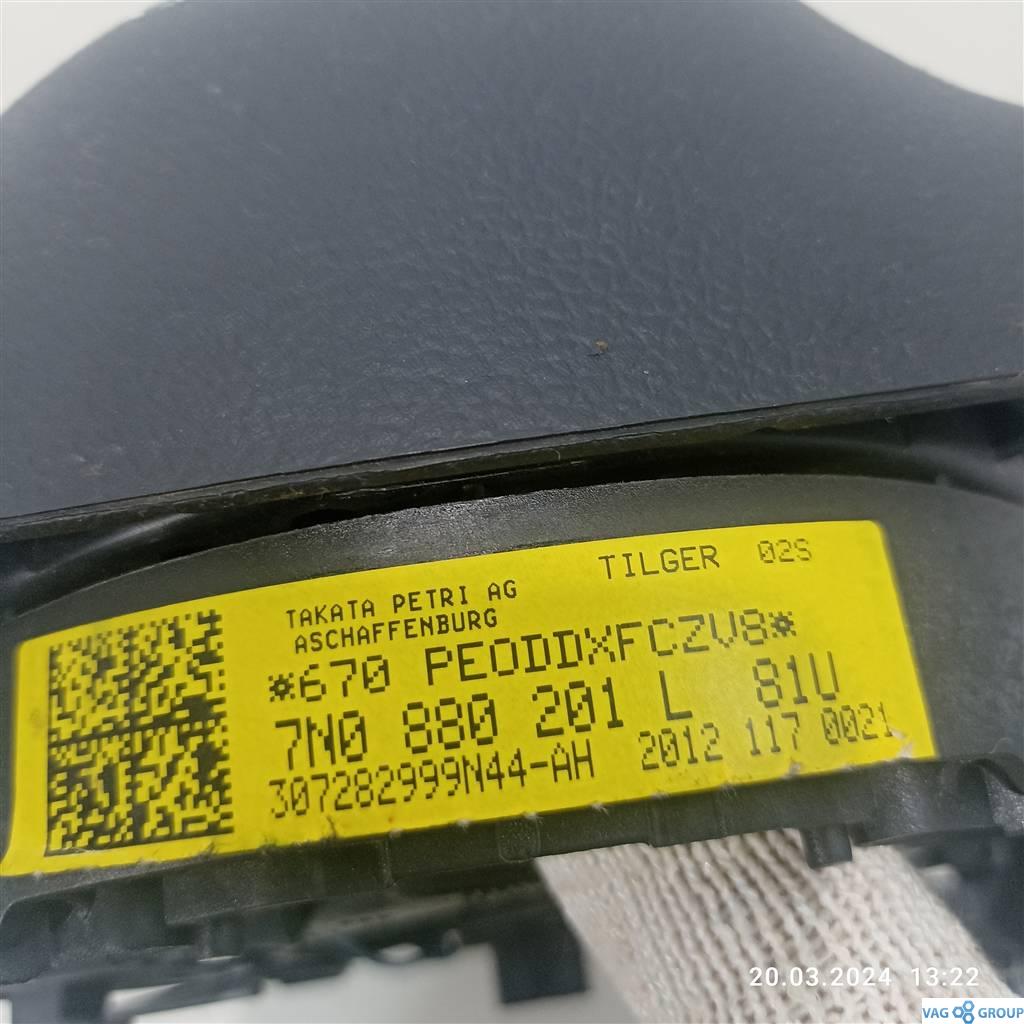 TILGER 02S
TAKATA PETRI AG
ASCHAFFENBURG
*670 PEODDXFCZV8*
7N0 880 201 L 81U
307282999N44-AH 2012 117 0021
20.03.2024 13:22
VAG GROUP